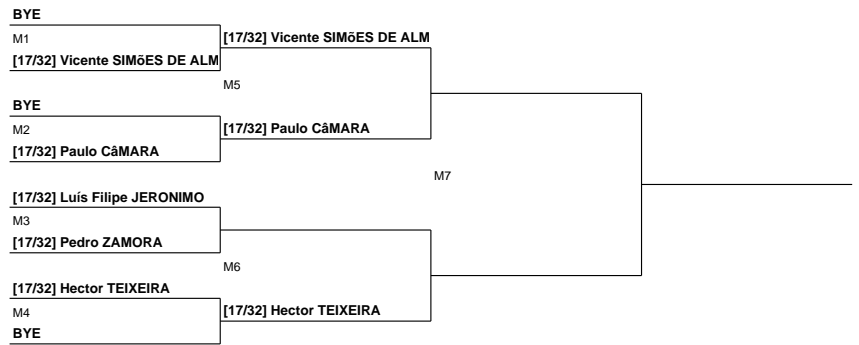 BYE
M1
[17/32] Vicente SIMõES DE ALM
[17/32] Vicente SIMõES DE ALM
M5
BYE
M2
[17/32] Paulo CâMARA
[17/32] Paulo CâMARA
M7
[17/32] Luís Filipe JERONIMO
M3
[17/32] Pedro ZAMORA
M6
[17/32] Hector TEIXEIRA
M4
[17/32] Hector TEIXEIRA
BYE